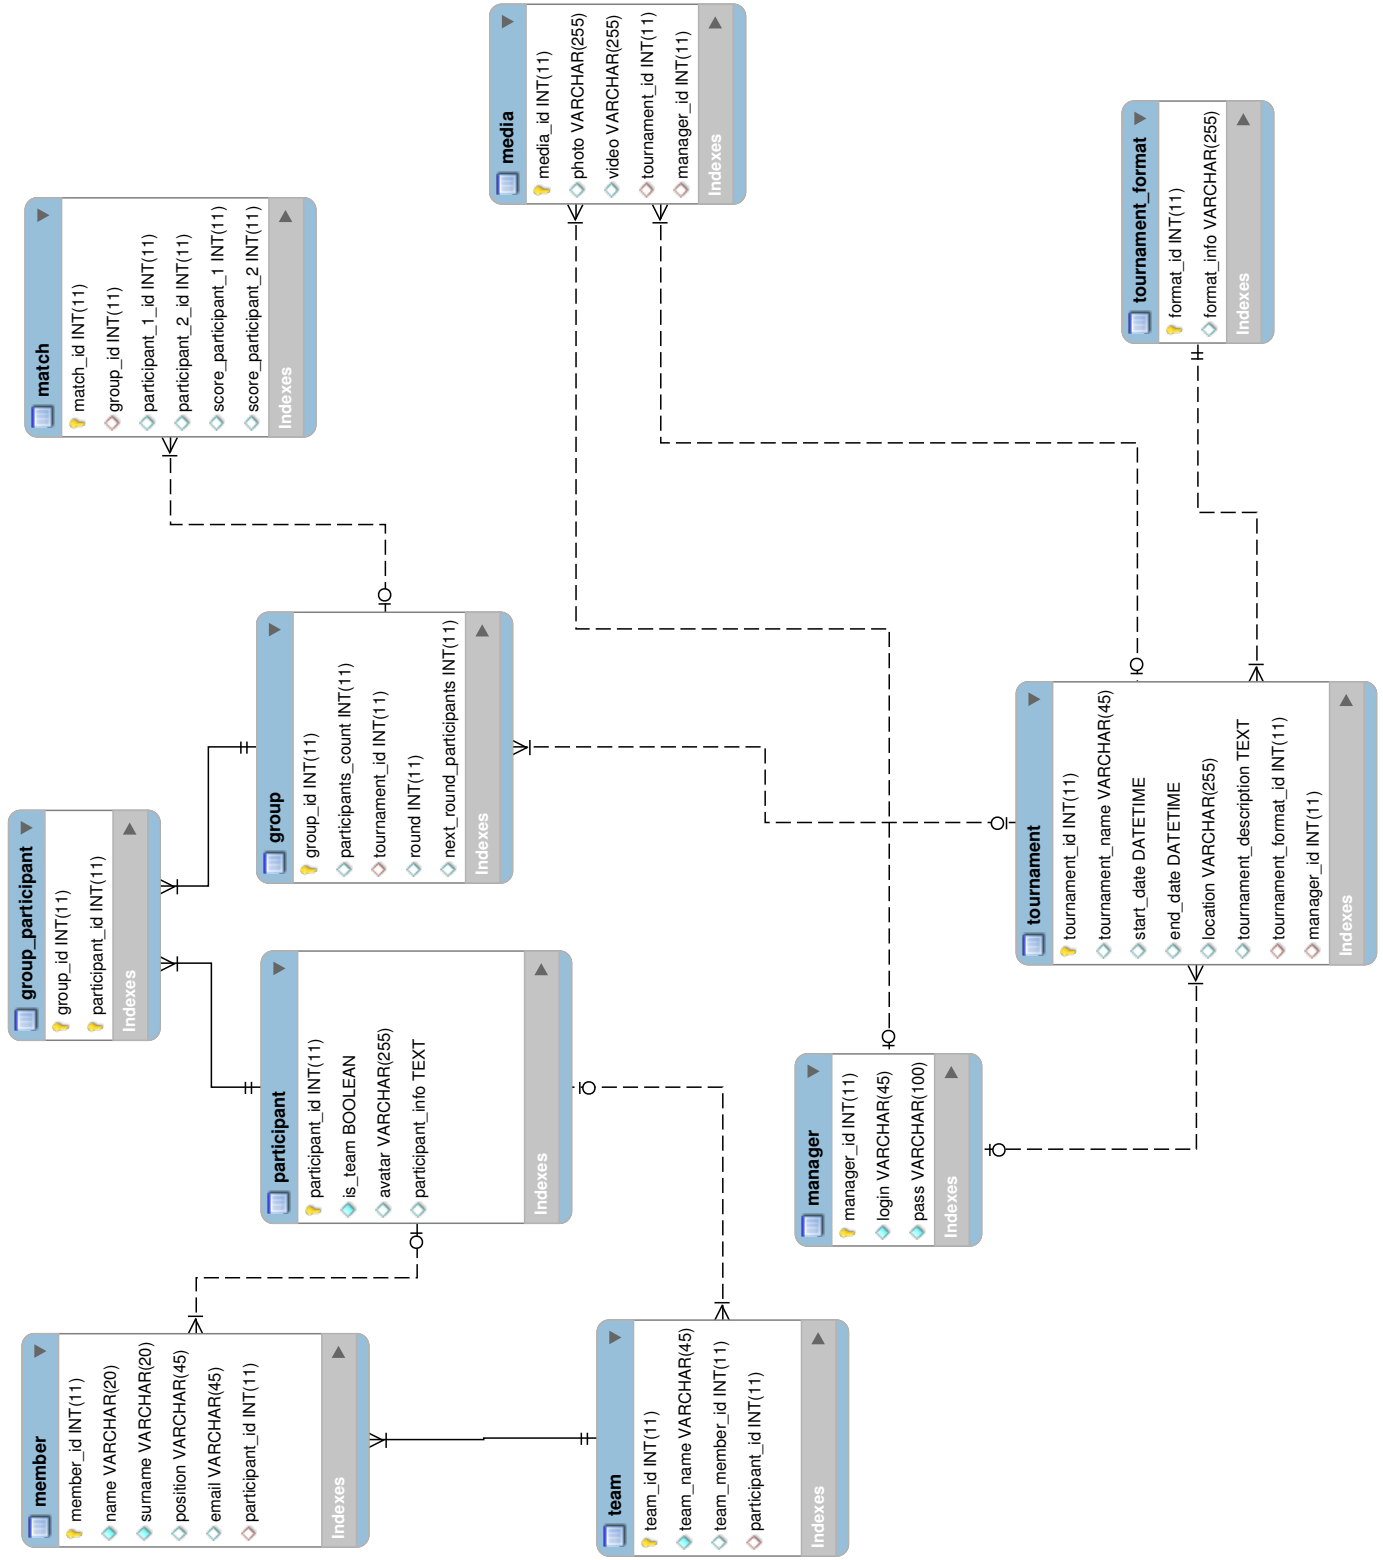 member
member_id INT(11)
name VARCHAR(20)
surname VARCHAR(20)
position VARCHAR(45)
email VARCHAR(45)
participant_id INT(11)
Indexes
group_participant
group_id INT(11)
participant_id INT(11)
Indexes
match
match_id INT(11)
group_id INT(11)
participant_1_id INT(11)
participant_2_id INT(11)
score_participant_1 INT(11)
score_participant_2 INT(11)
Indexes
participant
participant_id INT(11)
is_team BOOLEAN
avatar VARCHAR(255)
participant_info TEXT
Indexes
group
group_id INT(11)
participants_count INT(11)
tournament_id INT(11)
round INT(11)
next_round_participants INT(11)
Indexes
media
media_id INT(11)
photo VARCHAR(255)
video VARCHAR(255)
tournament_id INT(11)
manager_id INT(11)
Indexes
team
team_id INT(11)
team_name VARCHAR(45)
team_member_id INT(11)
participant_id INT(11)
Indexes
manager
manager_id INT(11)
login VARCHAR(45)
pass VARCHAR(100)
Indexes
tournament
tournament_id INT(11)
tournament_name VARCHAR(45)
start_date DATETIME
end_date DATETIME
location VARCHAR(255)
tournament_description TEXT
tournament_format_id INT(11)
manager_id INT(11)
Indexes
tournament_format
format_id INT(11)
format_info VARCHAR(255)
Indexes